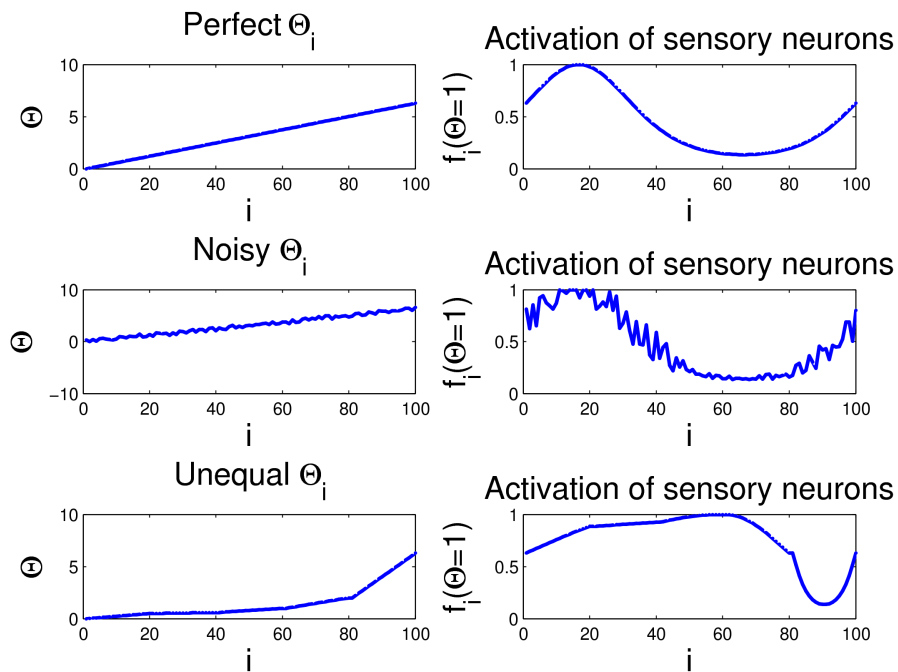 Perfect Θi
10
5
0
Θ
0 20 40 60 80 100
i
Activation of sensory neurons
1
0.5
0
fi(Θ=1)
0 20 40 60 80 100
i
Noisy Θi
10
0
−10
Θ
0 20 40 60 80 100
i
Activation of sensory neurons
1
0.5
0
fi(Θ=1)
0 20 40 60 80 100
i
Unequal Θi
10
5
0
Θ
0 20 40 60 80 100
i
Activation of sensory neurons
1
0.5
0
fi(Θ=1)
0 20 40 60 80 100
i